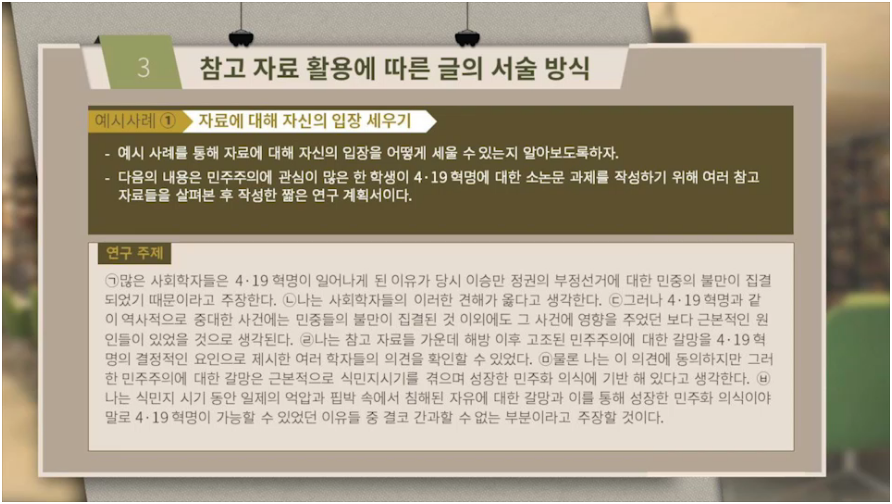 3
참고 자료 활용에 따른 글의 서술 방식
예시사례 ① 자료에 대해 자신의 입장 세우기
- 예시 사례를 통해 자료에 대해 자신의 입장을 어떻게 세울 수 있는지 알아보도록하자.
- 다음의 내용은 민주주의에 관심이 많은 한 학생이 4·19 혁명에 대한 소논문 과제를 작성하기 위해 여러 참고
자료들을 살펴본 후 작성한 짧은 연구 계획서이다.
연구 주제
㉠많은 사회학자들은 4·19 혁명이 일어나게 된 이유가 당시 이승만 정권의 부정선거에 대한 민중의 불만이 집결
되었기 때문이라고 주장한다. ㉡나는 사회학자들의 이러한 견해가 옳다고 생각한다. ㉢그러나 4·19 혁명과 같
이 역사적으로 중대한 사건에는 민중들의 불만이 집결된 것 이외에도 그 사건에 영향을 주었던 보다 근본적인 원
인들이 있었을 것으로 생각된다. ㉣나는 참고 자료들 가운데 해방 이후 고조된 민주주의에 대한 갈망을 4·19 혁
명의 결정적인 요인으로 제시한 여러 학자들의 의견을 확인할 수 있었다. ㉤물론 나는 이 의견에 동의하지만 그러
한 민주주의에 대한 갈망은 근본적으로 식민지시기를 겪으며 성장한 민주화 의식에 기반 해 있다고 생각한다. ㉥
나는 식민지 시기 동안 일제의 억압과 핍박 속에서 침해된 자유에 대한 갈망과 이를 통해 성장한 민주화 의식이야
말로 4·19 혁명이 가능할 수 있었던 이유들 중 결코 간과할 수 없는 부분이라고 주장할 것이다.